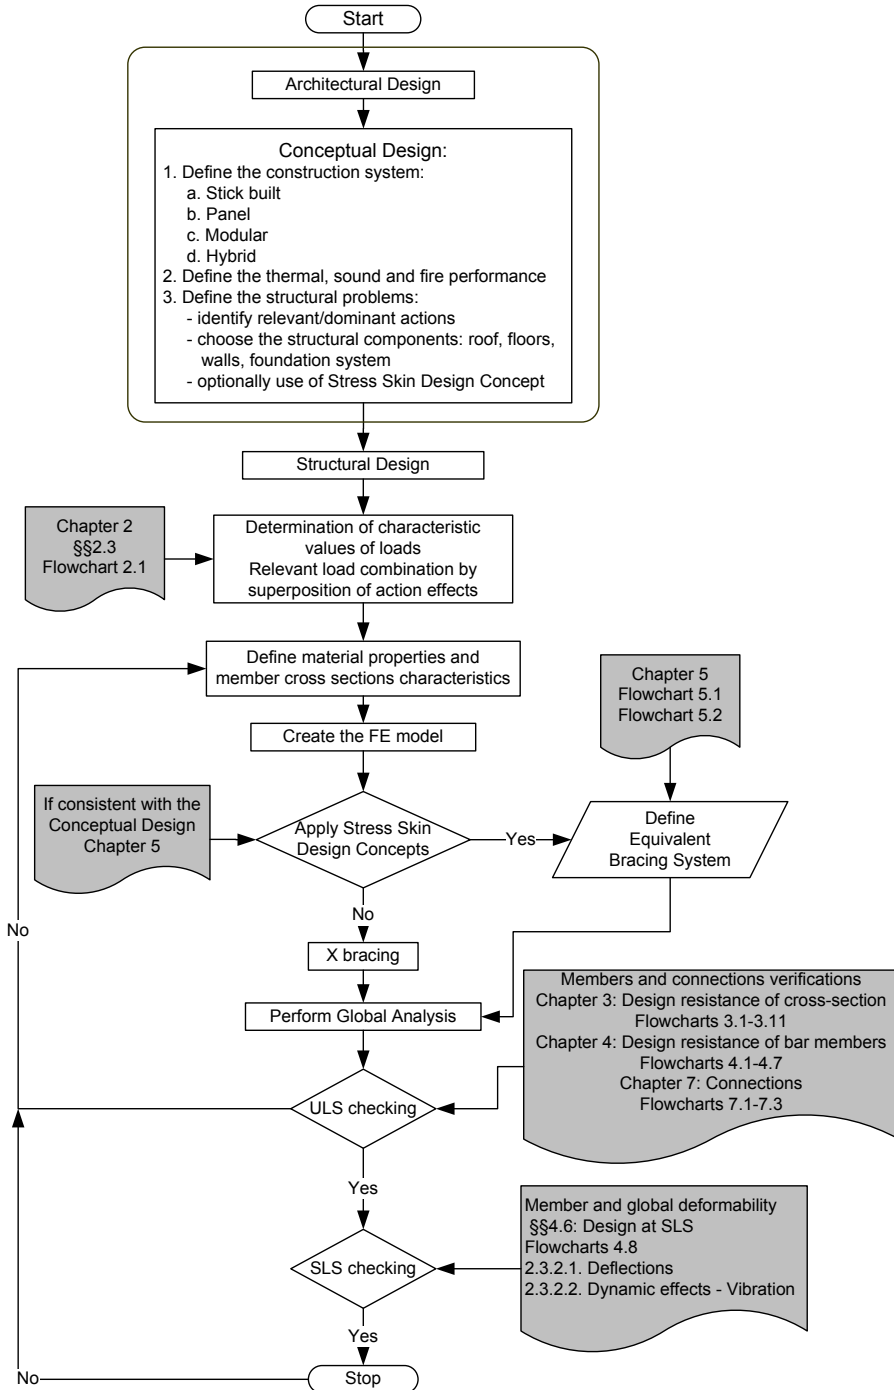 Start
Architectural Design
Conceptual Design:
1. Define the construction system:
a. Stick built
b. Panel
c. Modular
d. Hybrid
2. Define the thermal, sound and fire performance
3. Define the structural problems:
- identify relevant/dominant actions
- choose the structural components: roof, floors,
walls, foundation system
- optionally use of Stress Skin Design Concept
Structural Design
Chapter 2
§§2.3
Flowchart 2.1
Determination of characteristic
values of loads
Relevant load combination by
superposition of action effects
Define material properties and
member cross sections characteristics
Chapter 5
Flowchart 5.1
Flowchart 5.2
Create the FE model
If consistent with the
Conceptual Design
Chapter 5
Apply Stress Skin
Design Concepts
Yes
Define
Equivalent
Bracing System
No
No
X bracing
Perform Global Analysis
Members and connections verifications
Chapter 3: Design resistance of cross-section
Flowcharts 3.1-3.11
Chapter 4: Design resistance of bar members
Flowcharts 4.1-4.7
Chapter 7: Connections
Flowcharts 7.1-7.3
ULS checking
Yes
Member and global deformability
§§4.6: Design at SLS
Flowcharts 4.8
2.3.2.1. Deflections
2.3.2.2. Dynamic effects - Vibration
SLS checking
Yes
No
Stop